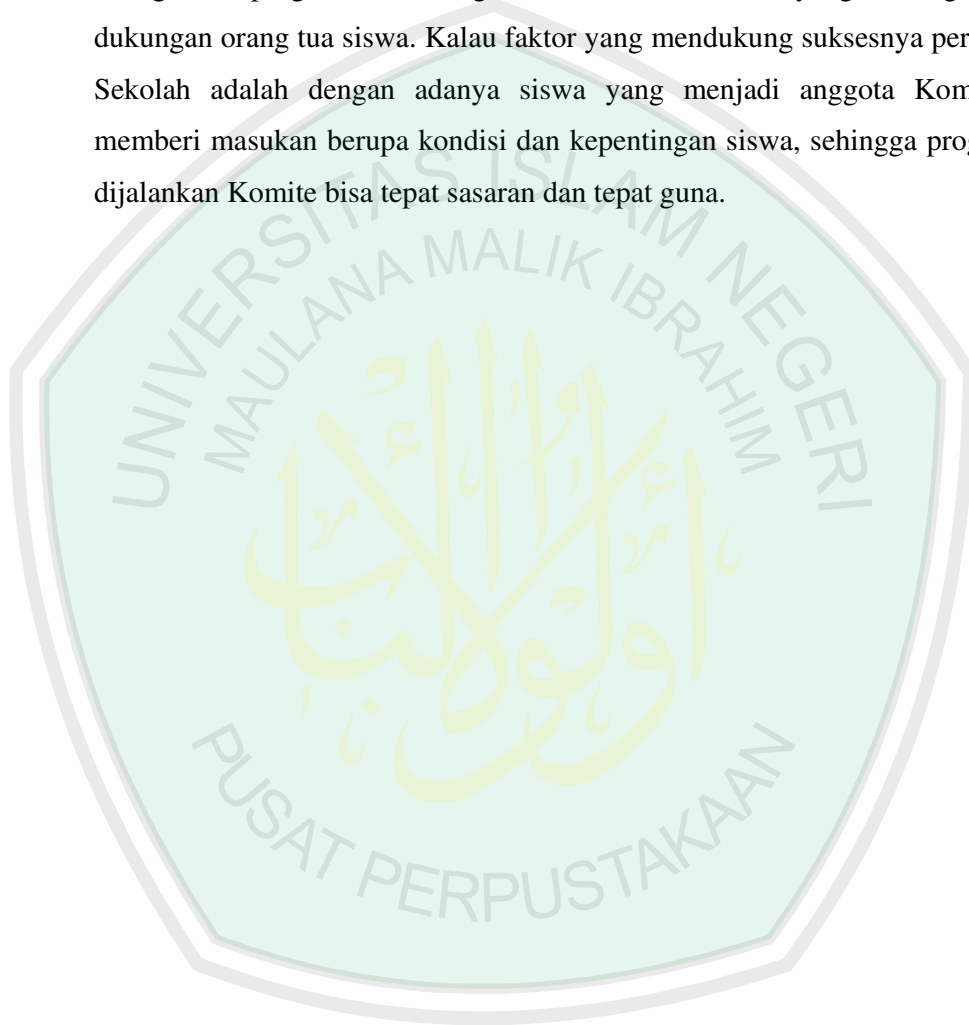 dukungan orang tua siswa. Kalau faktor yang mendukung suksesnya per
Sekolah adalah dengan adanya siswa yang menjadi anggota Kom
memberi masukan berupa kondisi dan kepentingan siswa, sehingga prog
dijalankan Komite bisa tepat sasaran dan tepat guna.
UNIVERSITAS ISLAM NEGERI
MAULANA MALIK IBRAHIM
PUSAT PERPUSTAKAAN